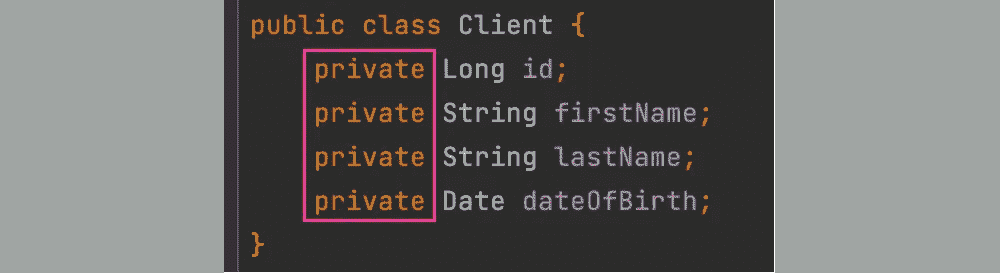 public class Client {
    private Long id;
    private String firstName;
    private String lastName;
    private Date dateOfBirth;
}